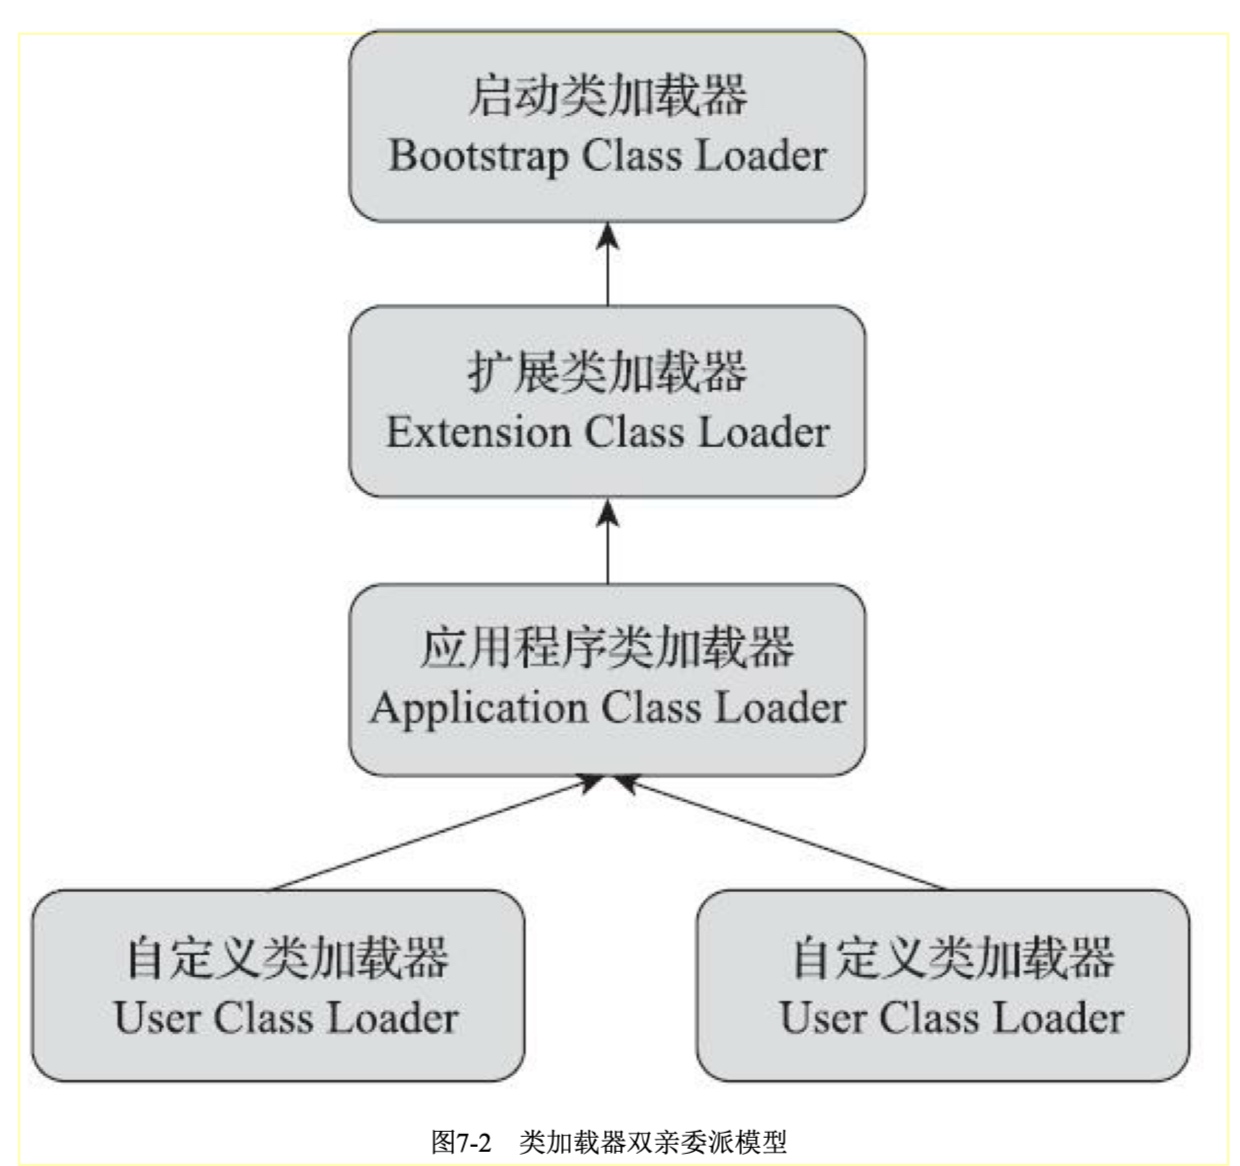 启动类加载器
Bootstrap Class Loader
扩展类加载器
Extension Class Loader
应用程序类加载器
Application Class Loader
自定义类加载器
User Class Loader
自定义类加载器
User Class Loader
图7-2 类加载器双亲委派模型